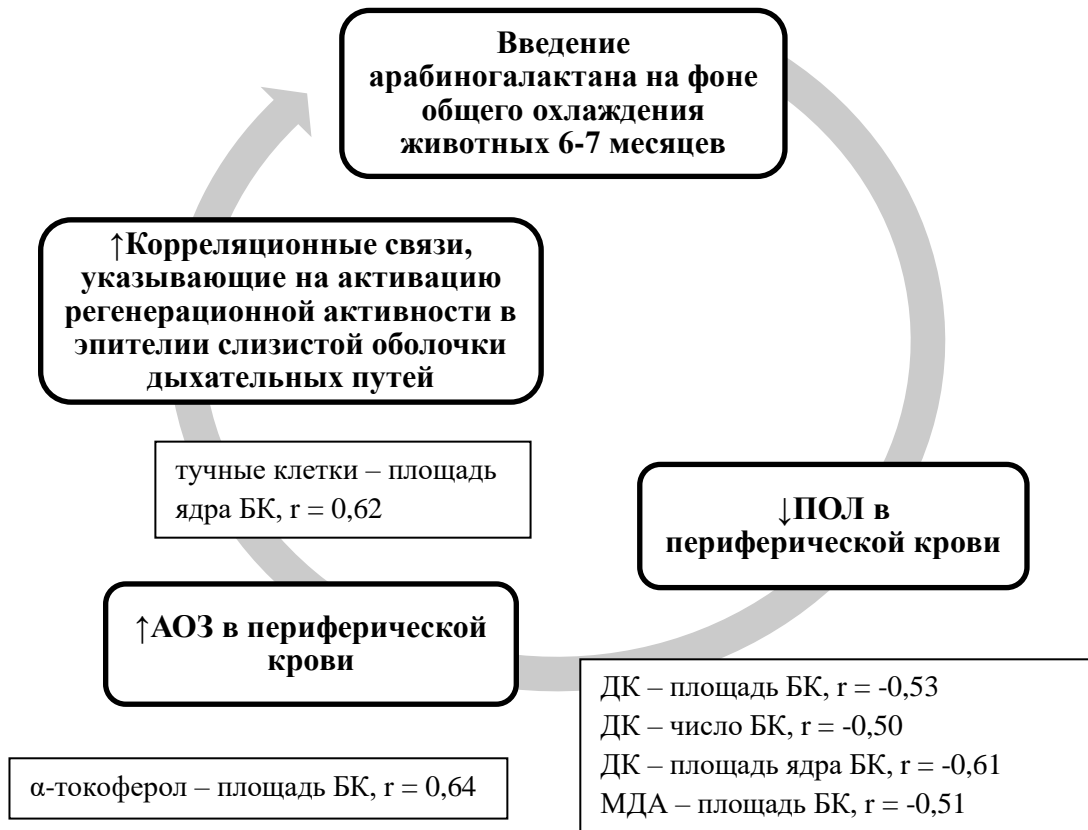 Введение
арабиногалактана на фоне
общего охлаждения
животных 6-7 месяцев
↑Корреляционные связи,
указывающие на активацию
регенерационной активности в
эпителии слизистой оболочки
дыхательных путей
тучные клетки – площадь
ядра БК, r = 0,62
↓ПОЛ в
периферической крови
↑АОЗ в периферической
крови
ДК – площадь БК, r = -0,53
ДК – число БК, r = -0,50
ДК – площадь ядра БК, r = -0,61
МДА – площадь БК, r = -0,51
α-токоферол – площадь БК, r = 0,64